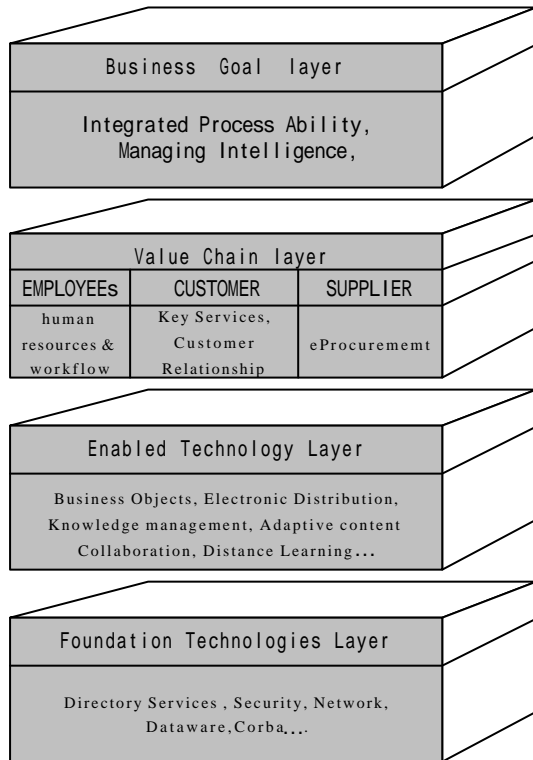 Business Goal layer
Integrated Process Ability,
Managing Intelligence,
Value Chain layer
EMPLOYEEs
CUSTOMER
SUPPLIER
human
resources &
workflow
Key Services,
Customer
Relationship
eProcurememt
Enabled Technology Layer
Business Objects, Electronic Distribution,
Knowledge management, Adaptive content
Collaboration, Distance Learning...
Foundation Technologies Layer
Directory Services , Security, Network,
Dataware,Corba....